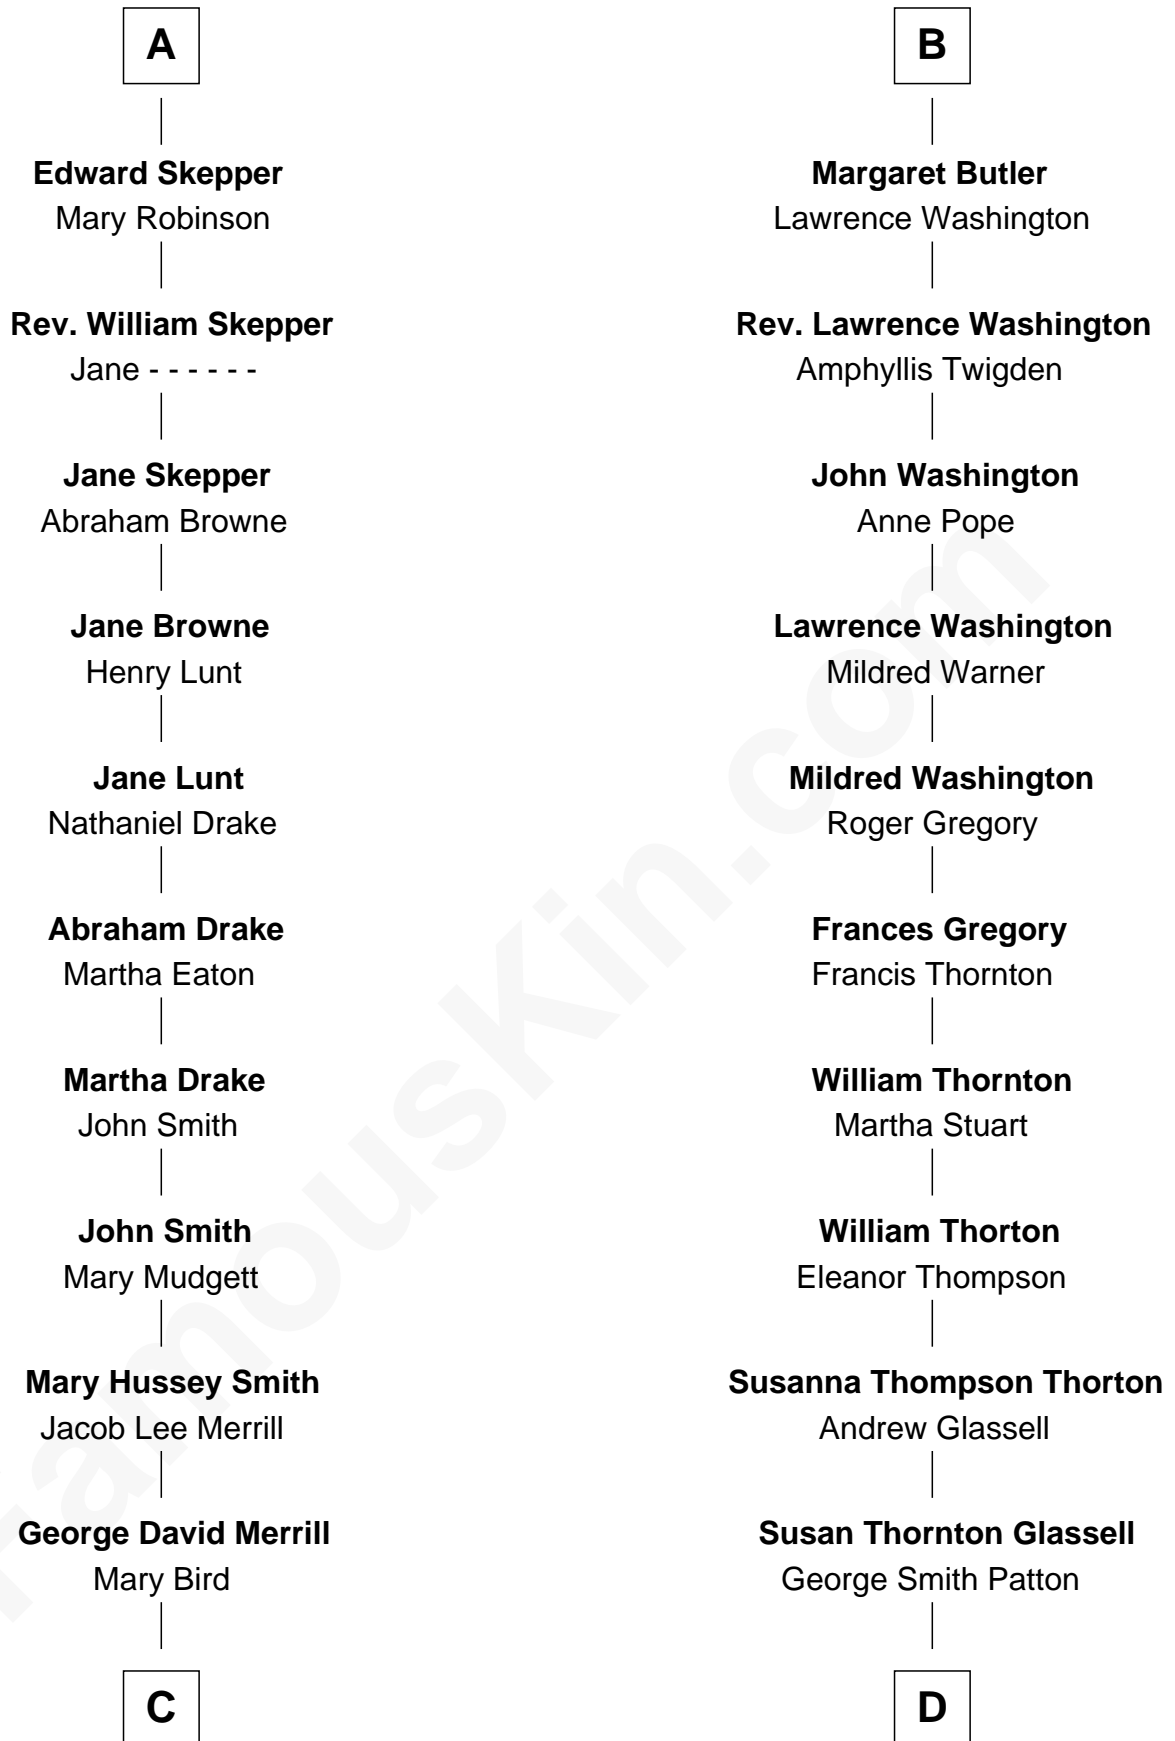 A
Edward Skepper
Mary Robinson
Rev. William Skepper
Jane - - - - - -
Jane Skepper
Abraham Browne
Jane Browne
Henry Lunt
Jane Lunt
Nathaniel Drake
Abraham Drake
Martha Eaton
Martha Drake
John Smith
John Smith
Mary Mudgett
Mary Hussey Smith
Jacob Lee Merrill
George David Merrill
Mary Bird
C
B
Margaret Butler
Lawrence Washington
Rev. Lawrence Washington
Amphyllis Twigden
John Washington
Anne Pope
Lawrence Washington
Mildred Warner
Mildred Washington
Roger Gregory
Frances Gregory
Francis Thornton
William Thornton
Martha Stuart
William Thorton
Eleanor Thompson
Susanna Thompson Thorton
Andrew Glassell
Susan Thornton Glassell
George Smith Patton
D
FamousKin.com